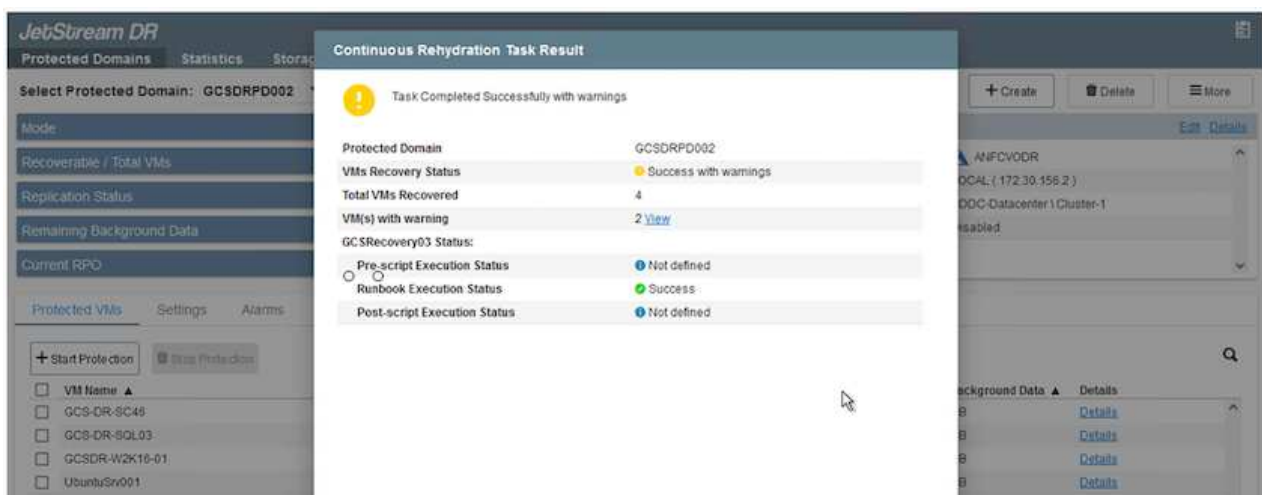 JetStream DR
Protected Domains Statistics Storag
Select Protected Domain: GCSDRPD002
+ Create Delete More
Mode
Edit Details
Recoverable / Total VMs
Replication Status
Remaining Background Data
Current RPO
ANFCVODR
OCAL ( 172.30.156.2 )
DDC-Datacenter \ Cluster-1
isabled
Continuous Rehydration Task Result
Task Completed Successfully with warnings
Protected Domain GCSDRPD002
VMs Recovery Status Success with warnings
Total VMs Recovered 4
VM(s) with warning 2 View
GCSRecovery03 Status:
Pre-script Execution Status Not defined
Runbook Execution Status Success
Post-script Execution Status Not defined
Protected VMs Settings Alarms
+ Start Protection Stop Protection
VM Name ▲ ackground Data ▲ Details
GCS-DR-SC46 B Details
GCS-DR-SQL03 B Details
GCSDR-W2K16-01 B Details
UbuntuSrv001 B Details